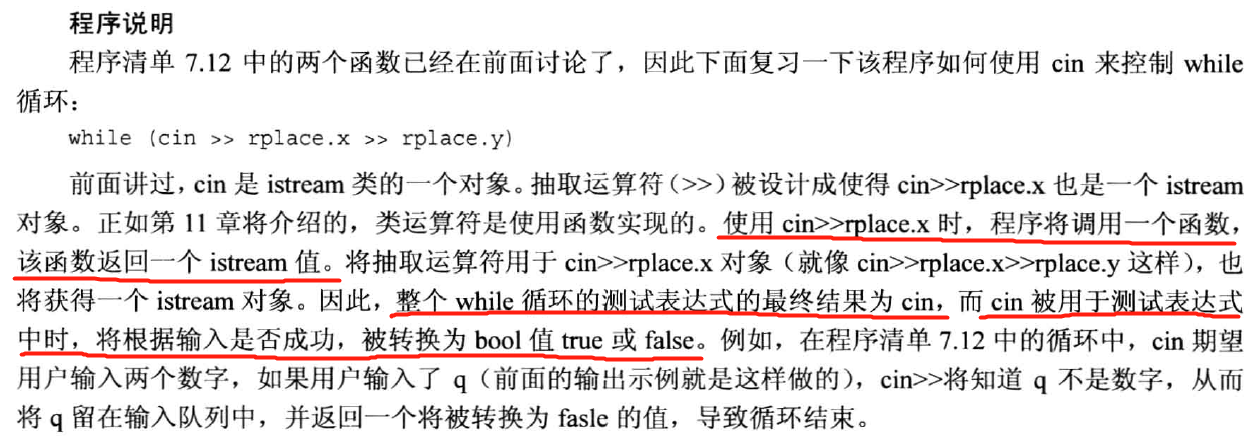 程序说明
程序清单 7.12 中的两个函数已经在前面讨论了，因此下面复习一下该程序如何使用 cin 来控制 while
循环：
while (cin >> rplace.x >> rplace.y)
前面讲过，cin 是 istream 类的一个对象。抽取运算符（>>）被设计成使得 cin>>rplace.x 也是一个 istream
对象。正如第 11 章将介绍的，类运算符是使用函数实现的。使用 cin>>rplace.x 时，程序将调用一个函数，
该函数返回一个 istream 值。将抽取运算符用于 cin>>rplace.x 对象（就像 cin>>rplace.x>>rplace.y 这样），也
将获得一个 istream 对象。因此，整个 while 循环的测试表达式的最终结果为 cin，而 cin 被用于测试表达式
中时，将根据输入是否成功，被转换为 bool 值 true 或 false。例如，在程序清单 7.12 中的循环中，cin 期望
用户输入两个数字，如果用户输入了 q（前面的输出示例就是这样做的），cin>>将知道 q 不是数字，从而
将 q 留在输入队列中，并返回一个将被转换为 fasle 的值，导致循环结束。